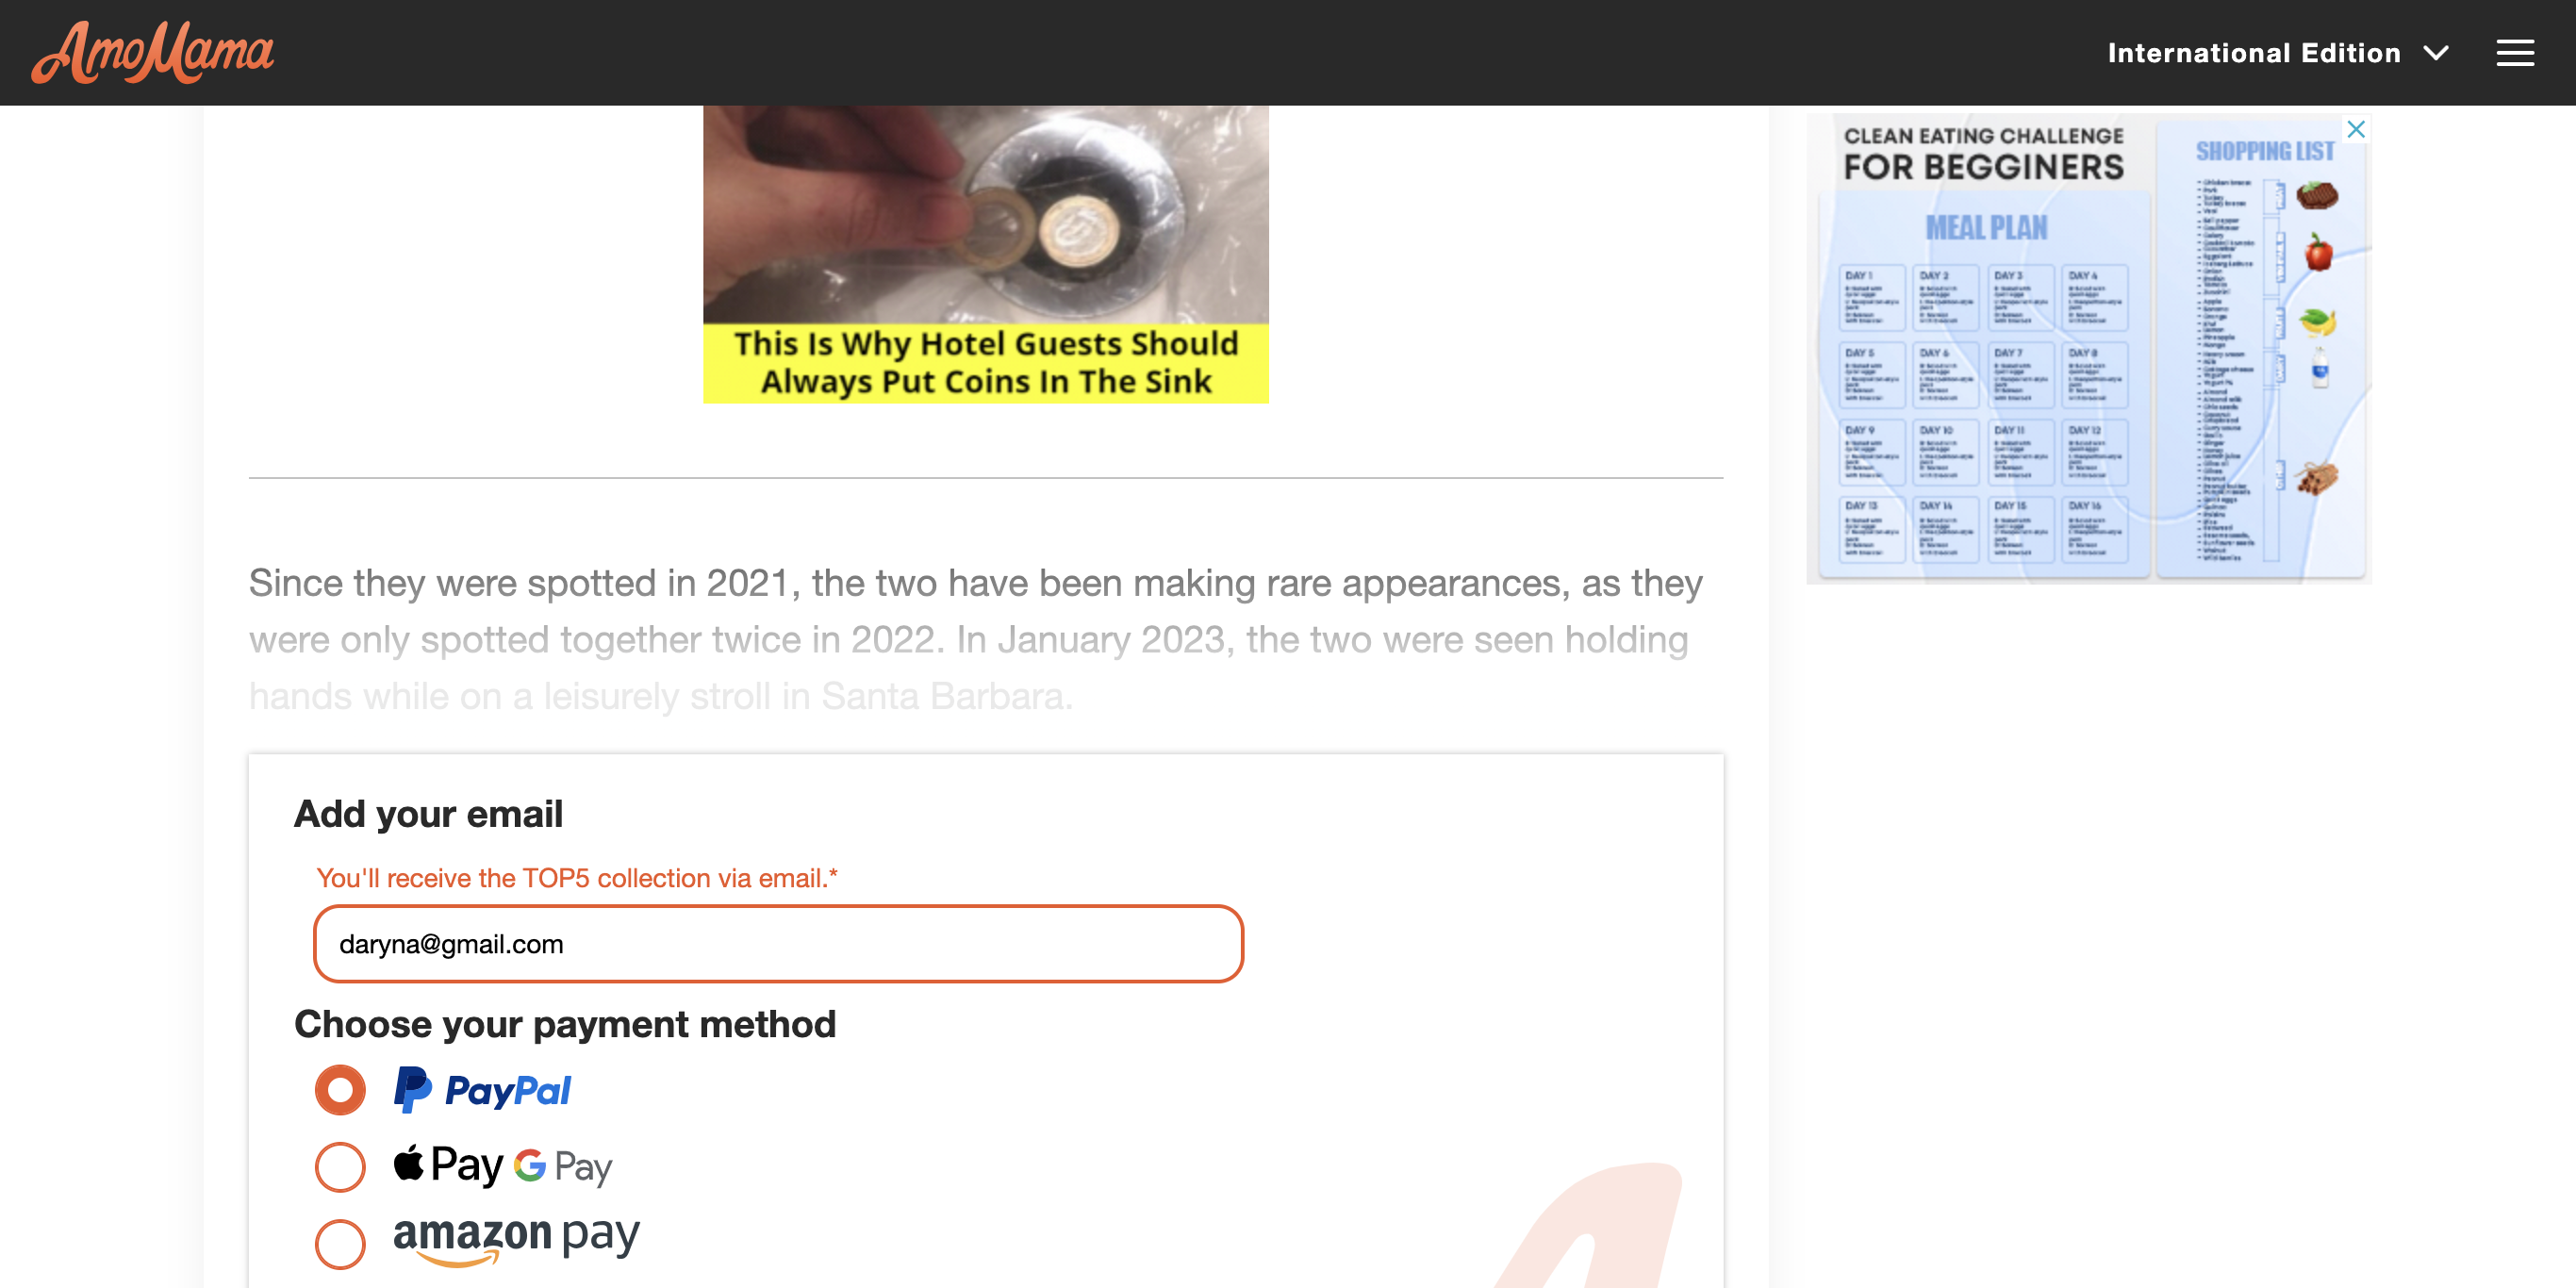 AmoMama
International Edition
This Is Why Hotel Guests Should
Always Put Coins In The Sink
CLEAN EATING CHALLENGE
FOR BEGGINERS
MEAL PLAN
DAY 1 DAY 2 DAY 3 DAY 4
DAY 5 DAY 6 DAY 7 DAY 8
DAY 9 DAY 10 DAY 11 DAY 12
DAY 13 DAY 14 DAY 15 DAY 16
SHOPPING LIST
Since they were spotted in 2021, the two have been making rare appearances, as they
were only spotted together twice in 2022. In January 2023, the two were seen holding
hands while on a leisurely stroll in Santa Barbara.
Add your email
You'll receive the TOP5 collection via email.*
daryna@gmail.com
Choose your payment method
PayPal
Pay G Pay
amazon pay